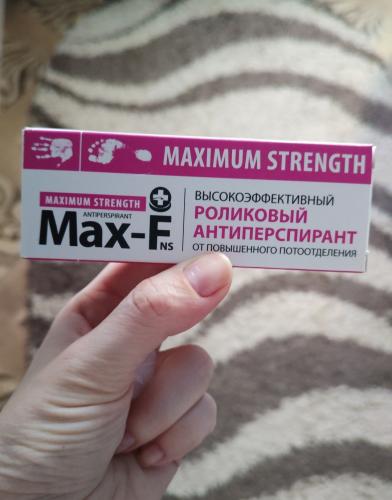 MAXIMUM STRENGTH
MAXIMUM STRENGTH
ANTIPERSPIRANT
Max-F NS
ВЫСОКОЭФФЕКТИВНЫЙ
РОЛИКОВЫЙ
АНТИПЕРСПИРАНТ
ОТ ПОВЫШЕННОГО ПОТООТДЕЛЕНИЯ